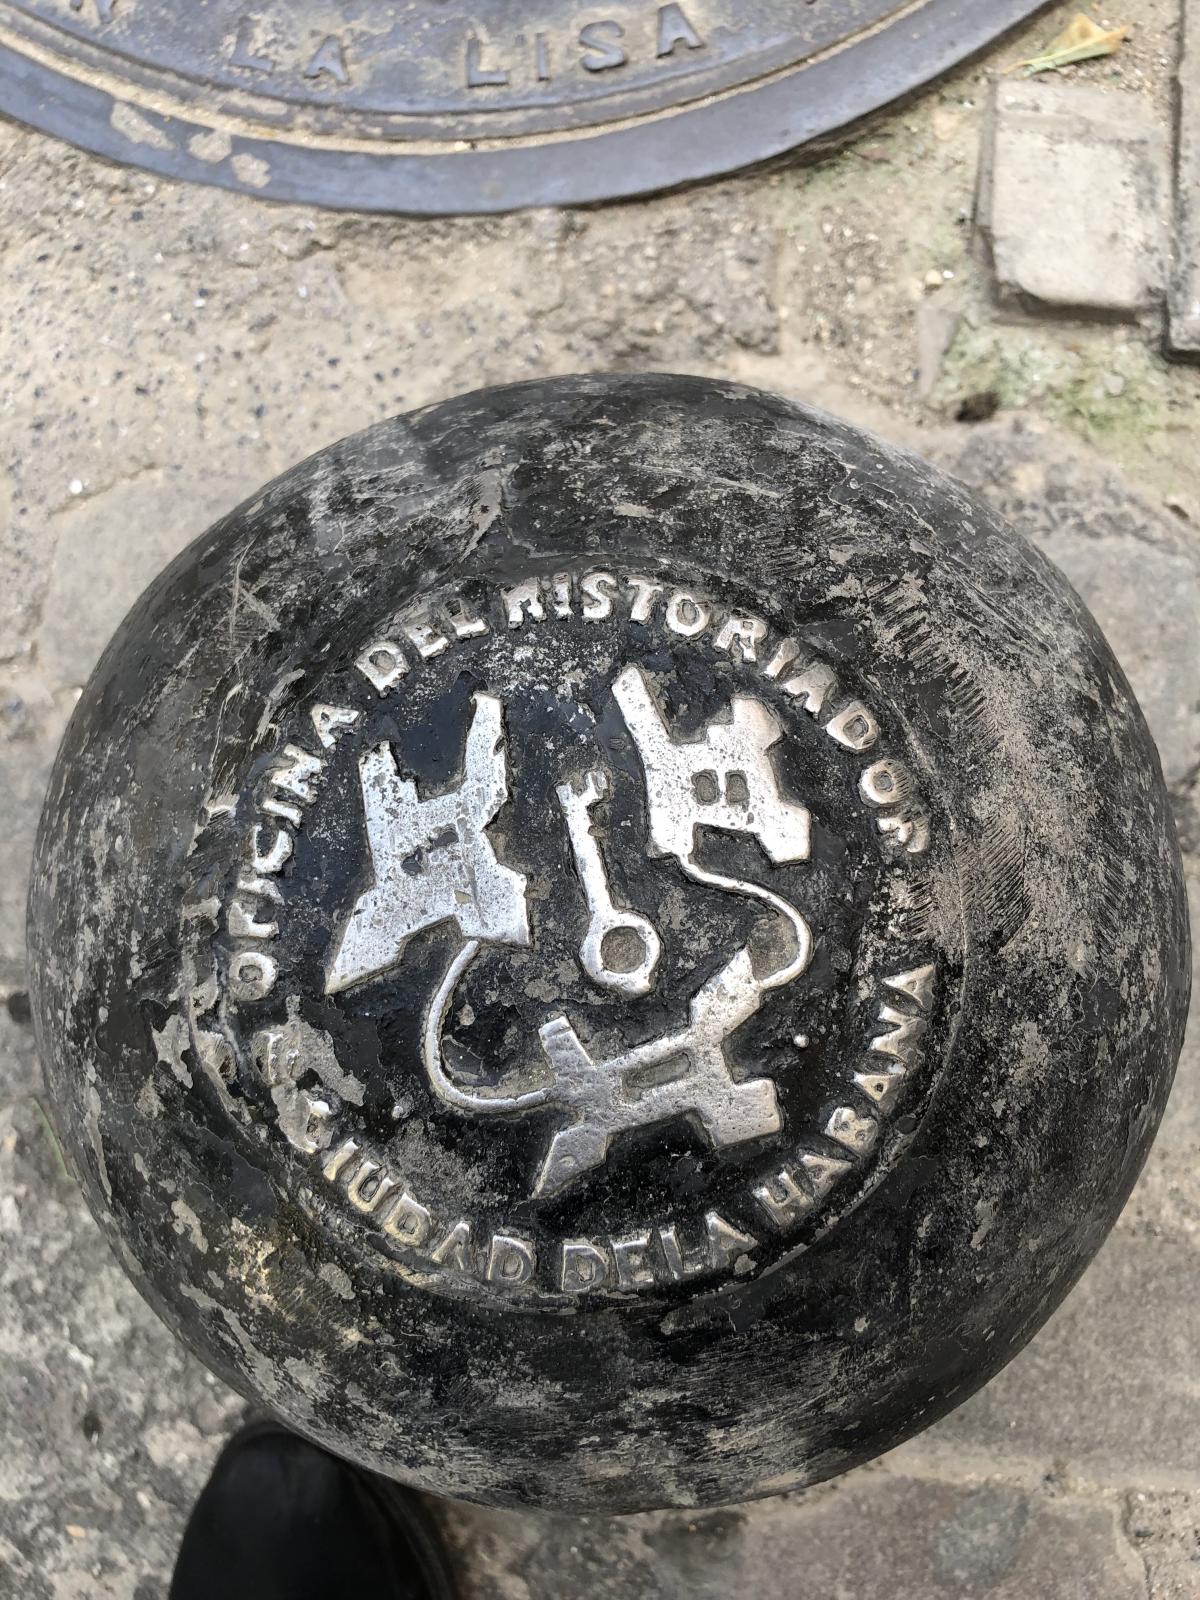 LA LISA
OFICINA DEL HISTORIADOR
CIUDAD DE LA HABANA